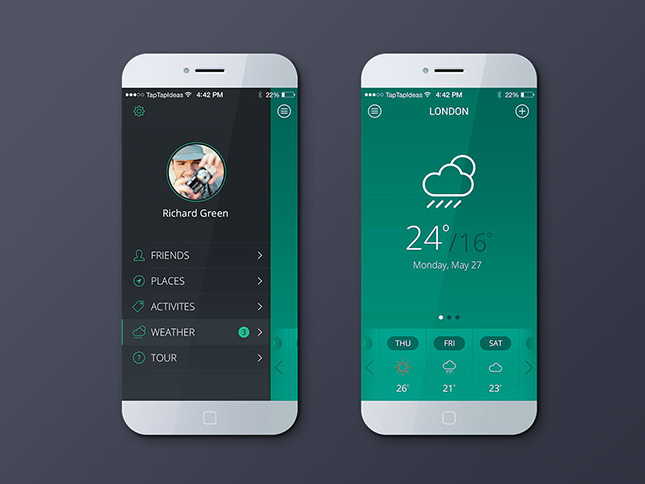 TapTapIdeas 4:42 PM 22%
Richard Green
FRIENDS
PLACES
ACTIVITES
WEATHER 3
TOUR
?
TapTapIdeas 4:42 PM 22%
LONDON
24°/16°
Monday, May 27
THU FRI SAT
26° 21° 23°